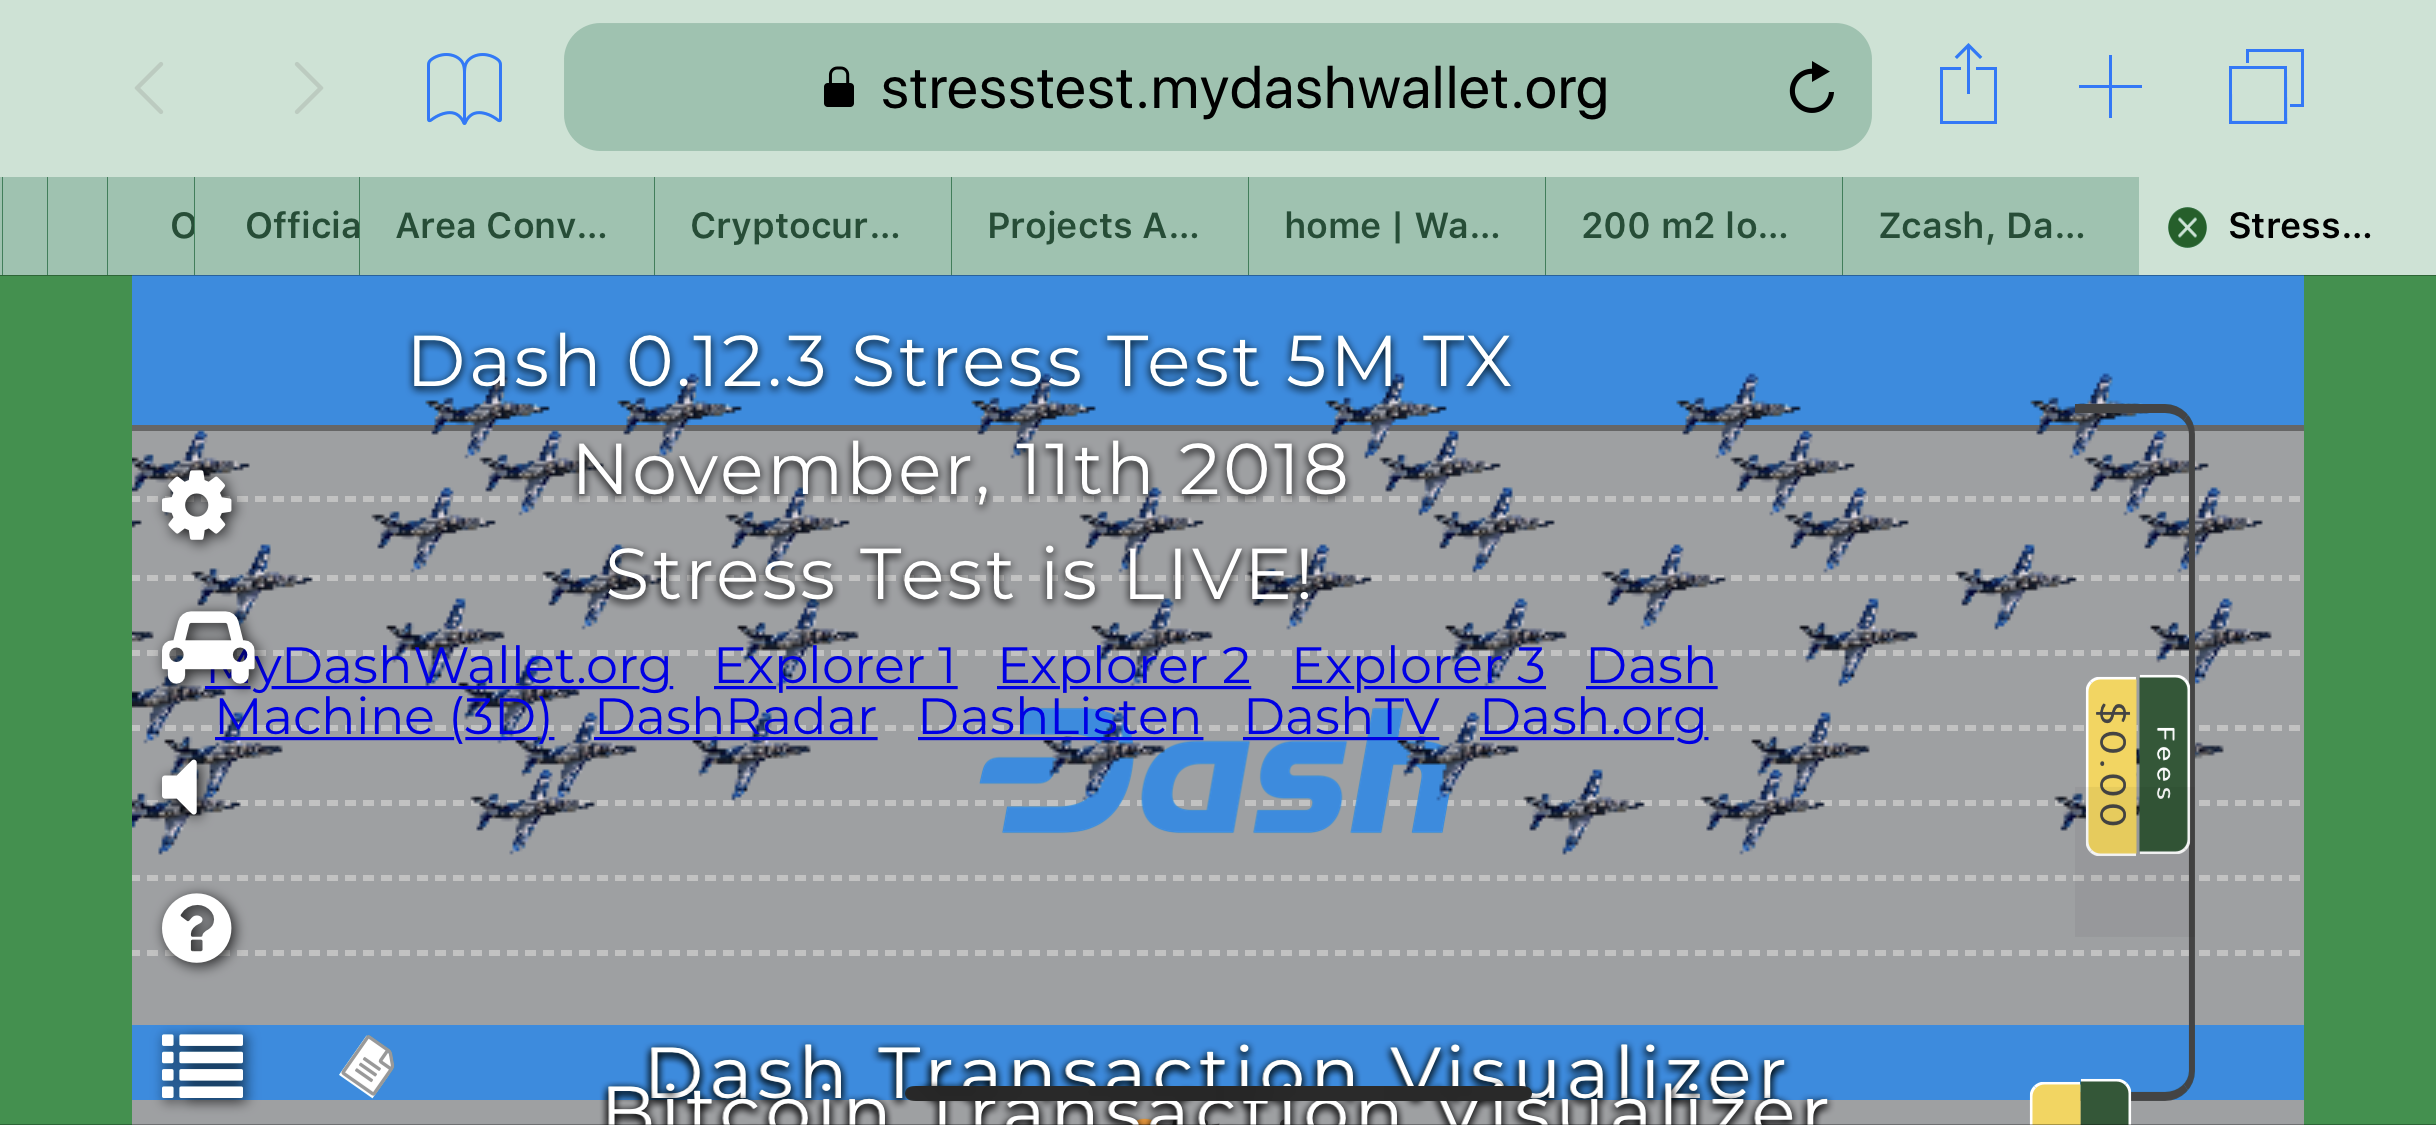 stresstest.mydashwallet.org
O
Officia
Area Conv...
Cryptocur...
Projects A...
home | Wa...
200 m2 lo...
Zcash, Da...
Stress...
Dash 0.12.3 Stress Test 5M TX
November, 11th 2018
Stress Test is LIVE!
MyDashWallet.org Explorer 1 Explorer 2 Explorer 3 Dash
Machine (3D) DashRadar DashListen DashTV Dash.org
Dash
Fees
$0.00
Dash Transaction Visualizer
Bitcoin Transaction Visualizer